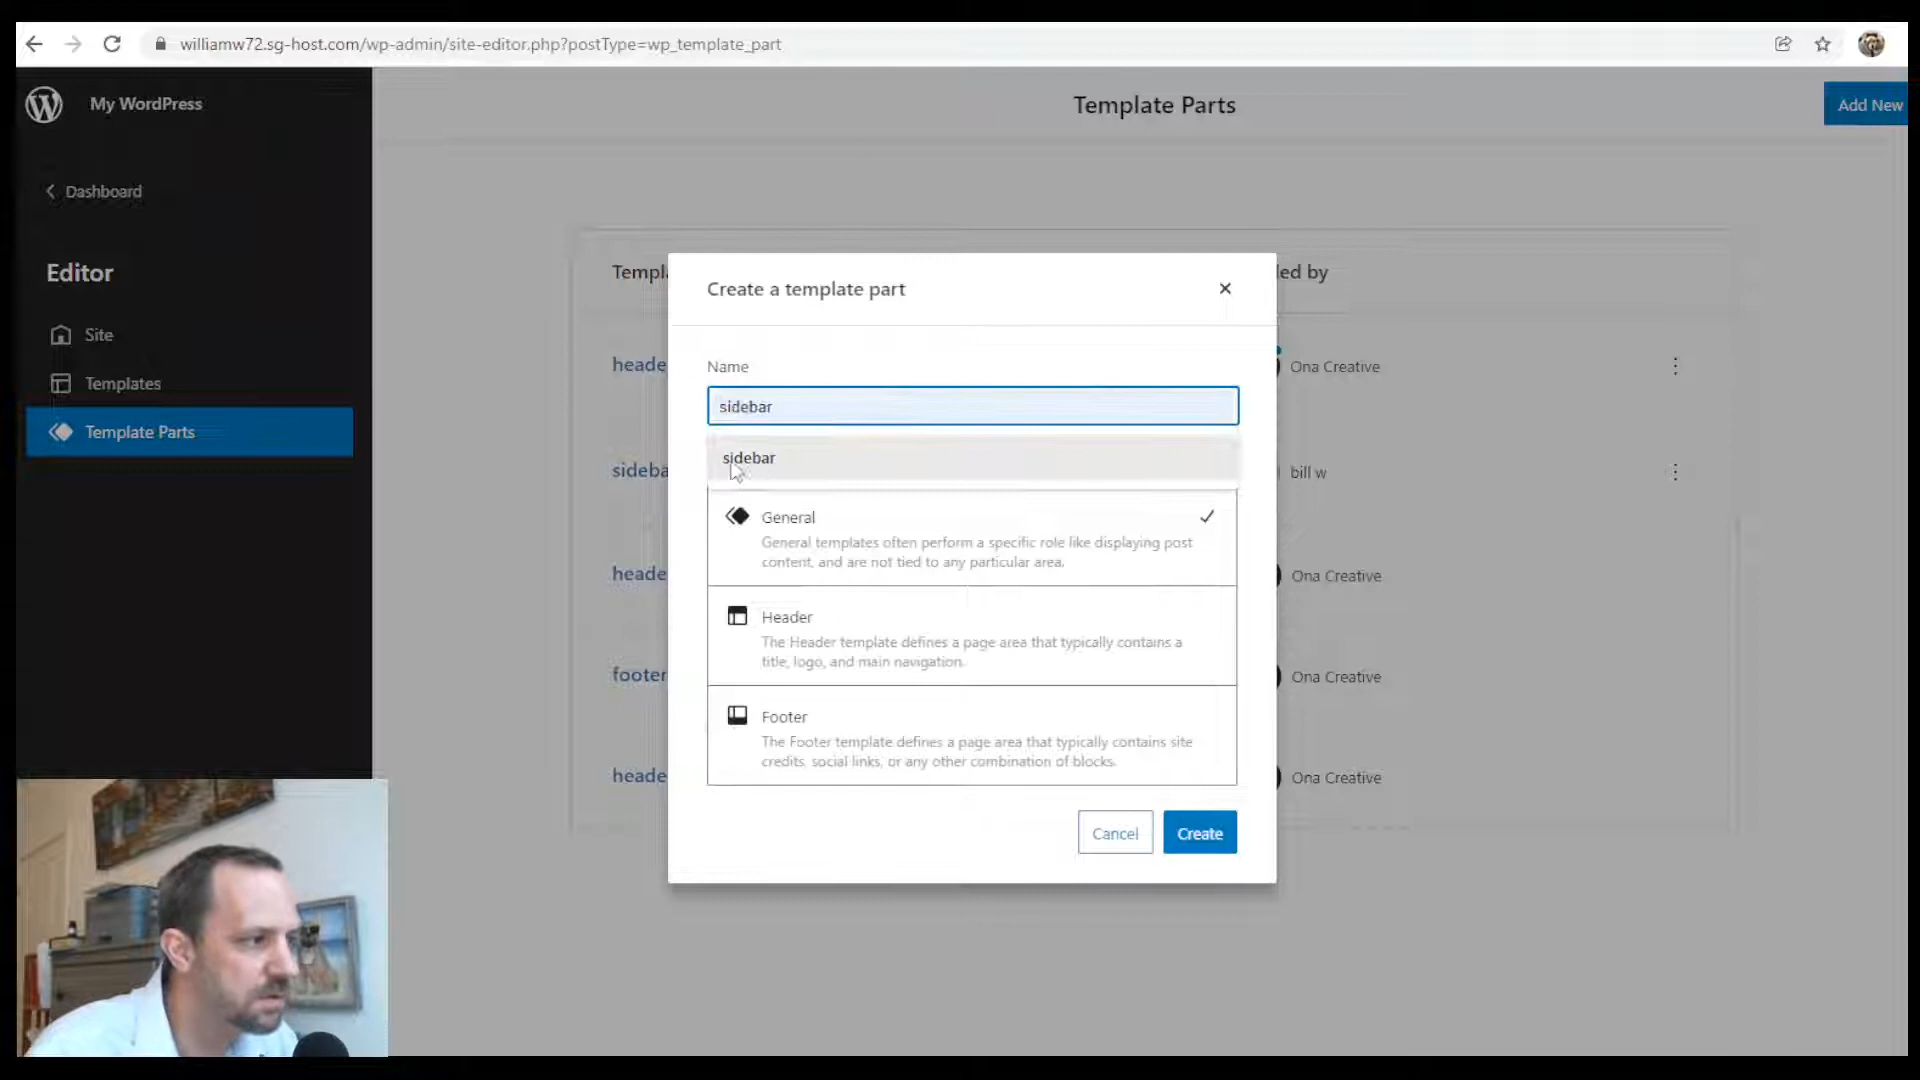 williamw72.sg-host.com/wp-admin/site-editor.php?postType=wp_template_part
My WordPress
Template Parts
Add New
Dashboard
Editor
Site
Templates
Template Parts
Templ
led by
Create a template part
Name
sidebar
sidebar
General
General templates often perform a specific role like displaying post
content, and are not tied to any particular area.
Header
The Header template defines a page area that typically contains a
title, logo, and main navigation.
Footer
The Footer template defines a page area that typically contains site
credits, social links, or any other combination of blocks.
Cancel
Create
heade
Ona Creative
sideba
bill w
heade
Ona Creative
footer
Ona Creative
heade
Ona Creative